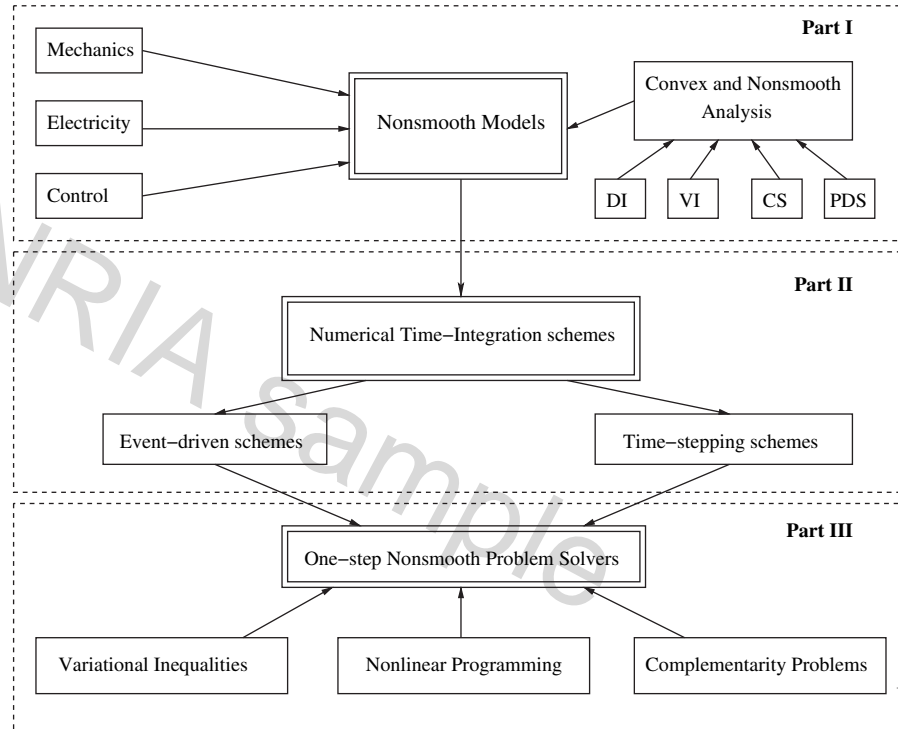 Part I
Mechanics
Electricity
Control
Nonsmooth Models
Convex and Nonsmooth
Analysis
DI
VI
CS
PDS
Part II
Numerical Time−Integration schemes
Event−driven schemes
Time−stepping schemes
Part III
One−step Nonsmooth Problem Solvers
Variational Inequalities
Nonlinear Programming
Complementarity Problems
NRIA sample